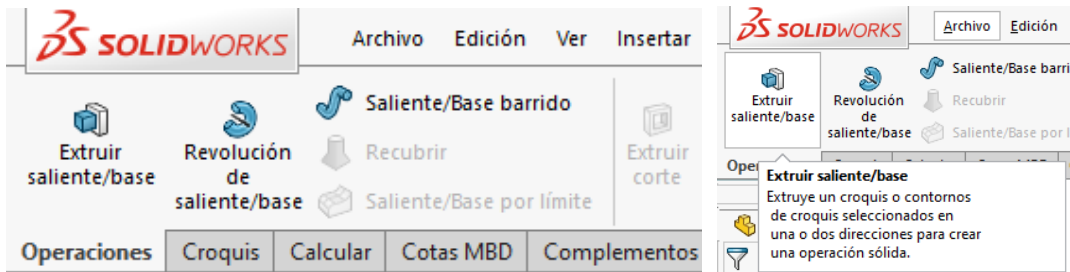 SOLIDWORKS Archivo Edición Ver Insertar
Extruir saliente/base
Revolución de saliente/base
Saliente/Base barrido
Recubrir
Saliente/Base por límite
Extruir corte
Operaciones Croquis Calcular Cotas MBD Complementos
SOLIDWORKS Archivo Edición
Extruir saliente/base
Revolución de saliente/base
Saliente/Base barri
Recubrir
Saliente/Base por l
Oper
Extruir saliente/base
Extruye un croquis o contornos
de croquis seleccionados en
una o dos direcciones para crear
una operación sólida.